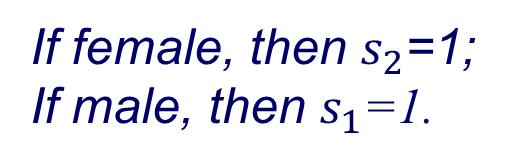 If female, then s₂=1;
If male, then s₁=1.